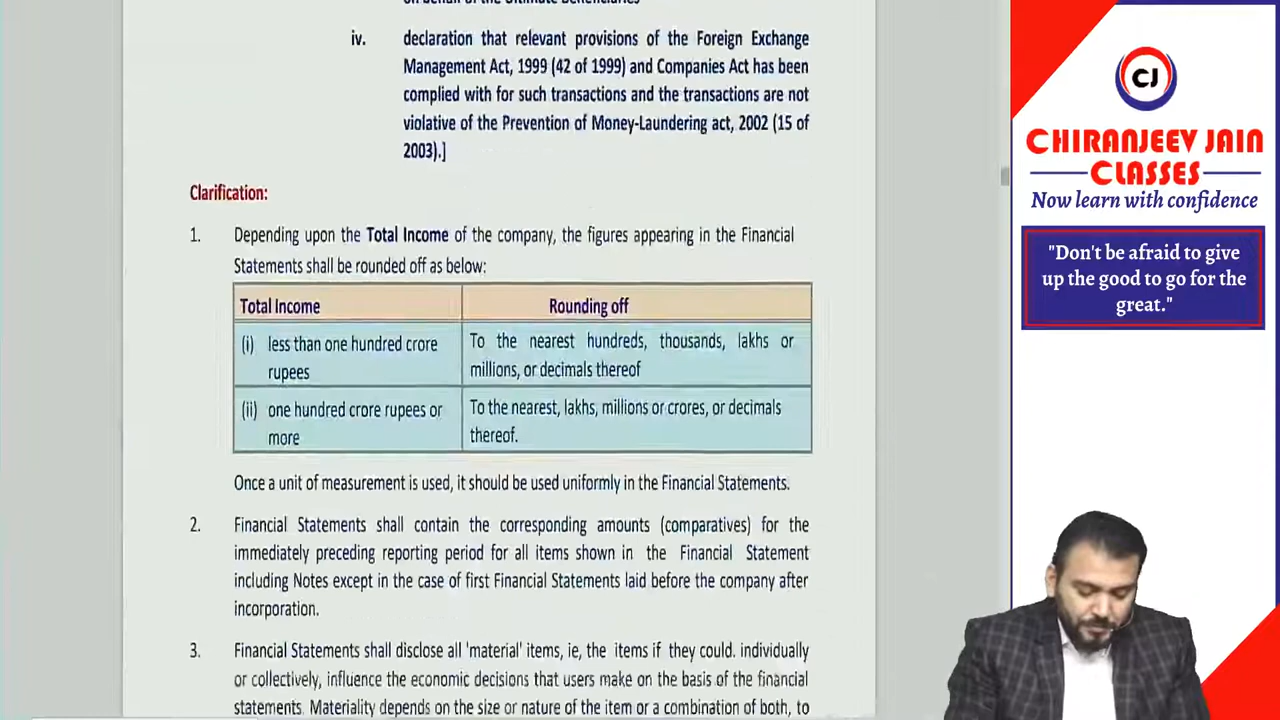 on behalf of the Ultimate Beneficiaries
iv. declaration that relevant provisions of the Foreign Exchange
Management Act, 1999 (42 of 1999) and Companies Act has been
complied with for such transactions and the transactions are not
violative of the Prevention of Money-Laundering act, 2002 (15 of
2003).]
Clarification:
1. Depending upon the Total Income of the company, the figures appearing in the Financial
Statements shall be rounded off as below:
Total Income Rounding off
(i) less than one hundred crore
rupees
To the nearest hundreds, thousands, lakhs or
millions, or decimals thereof
(ii) one hundred crore rupees or
more
To the nearest, lakhs, millions or crores, or decimals
thereof.
Once a unit of measurement is used, it should be used uniformly in the Financial Statements.
2. Financial Statements shall contain the corresponding amounts (comparatives) for the
immediately preceding reporting period for all items shown in the Financial Statement
including Notes except in the case of first Financial Statements laid before the company after
incorporation.
3. Financial Statements shall disclose all 'material' items, ie, the items if they could. individually
or collectively, influence the economic decisions that users make on the basis of the financial
statements. Materiality depends on the size or nature of the item or a combination of both, to
CJ
CHIRANJEEV JAIN
CLASSES
Now learn with confidence
"Don't be afraid to give
up the good to go for the
great."